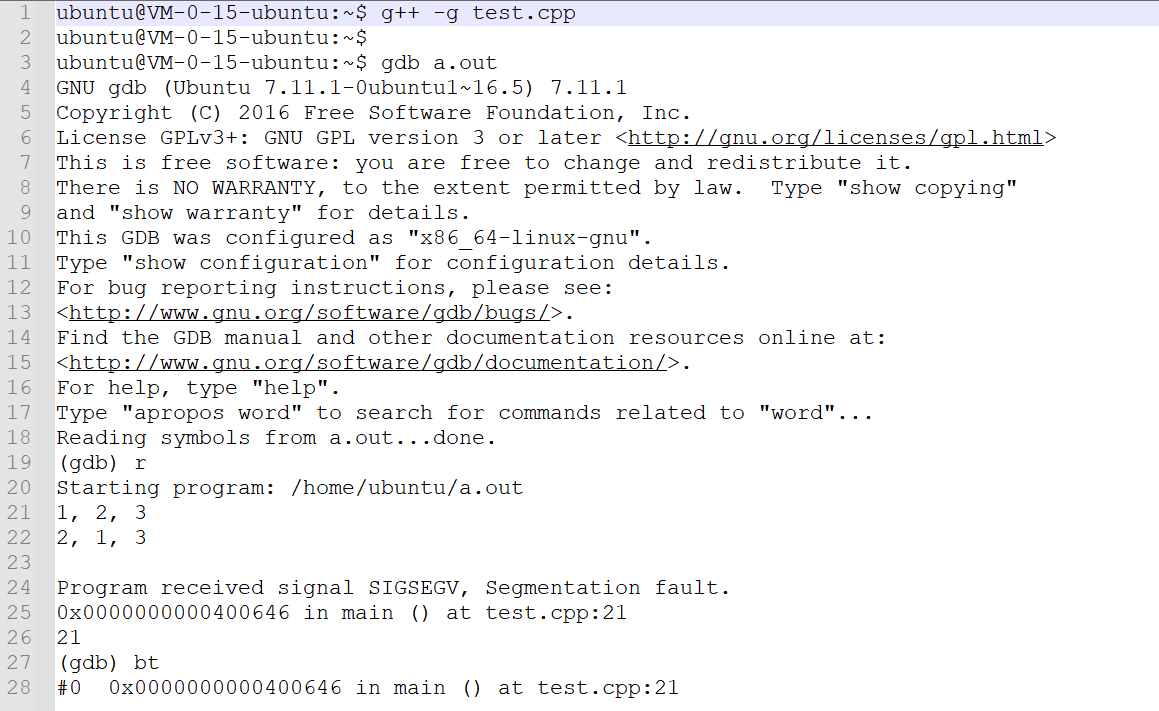 1 ubuntu@VM-0-15-ubuntu:~$ g++ -g test.cpp
2 ubuntu@VM-0-15-ubuntu:~$
3 ubuntu@VM-0-15-ubuntu:~$ gdb a.out
4 GNU gdb (Ubuntu 7.11.1-0ubuntu1~16.5) 7.11.1
5 Copyright (C) 2016 Free Software Foundation, Inc.
6 License GPLv3+: GNU GPL version 3 or later <http://gnu.org/licenses/gpl.html>
7 This is free software: you are free to change and redistribute it.
8 There is NO WARRANTY, to the extent permitted by law.  Type "show copying"
9 and "show warranty" for details.
10 This GDB was configured as "x86_64-linux-gnu".
11 Type "show configuration" for configuration details.
12 For bug reporting instructions, please see:
13 <http://www.gnu.org/software/gdb/bugs/>.
14 Find the GDB manual and other documentation resources online at:
15 <http://www.gnu.org/software/gdb/documentation/>.
16 For help, type "help".
17 Type "apropos word" to search for commands related to "word"...
18 Reading symbols from a.out...done.
19 (gdb) r
20 Starting program: /home/ubuntu/a.out
21 1, 2, 3
22 2, 1, 3
23
24 Program received signal SIGSEGV, Segmentation fault.
25 0x0000000000400646 in main () at test.cpp:21
26 21
27 (gdb) bt
28 #0  0x0000000000400646 in main () at test.cpp:21